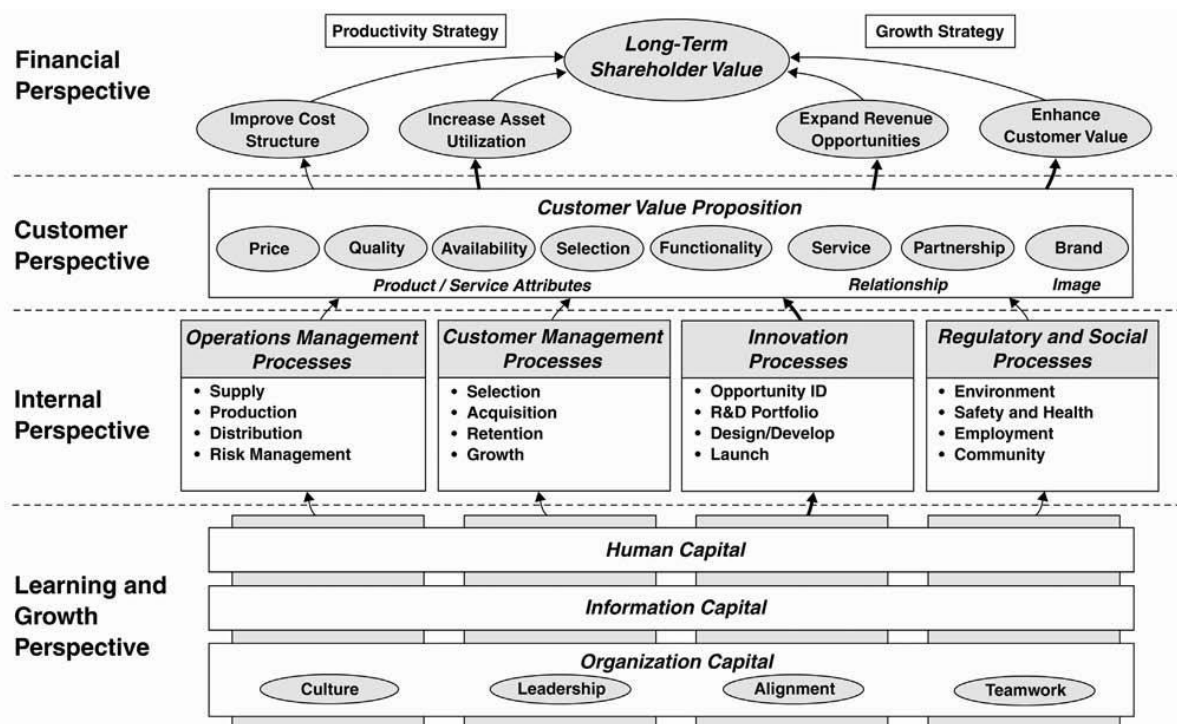 Financial
Perspective
Productivity Strategy
Growth Strategy
Long-Term
Shareholder Value
Improve Cost
Structure
Increase Asset
Utilization
Expand Revenue
Opportunities
Enhance
Customer Value
Customer
Perspective
Customer Value Proposition
Price
Quality
Availability
Selection
Functionality
Service
Partnership
Brand
Product / Service Attributes
Relationship
Image
Internal
Perspective
Operations Management
Processes
• Supply
• Production
• Distribution
• Risk Management
Customer Management
Processes
• Selection
• Acquisition
• Retention
• Growth
Innovation
Processes
• Opportunity ID
• R&D Portfolio
• Design/Develop
• Launch
Regulatory and Social
Processes
• Environment
• Safety and Health
• Employment
• Community
Learning and
Growth
Perspective
Human Capital
Information Capital
Organization Capital
Culture
Leadership
Alignment
Teamwork